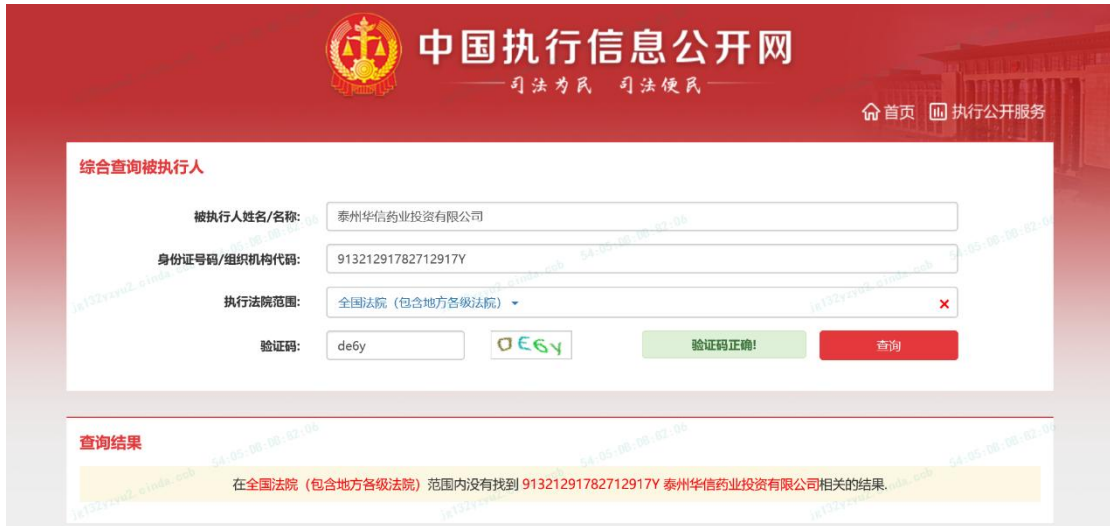 中国执行信息公开网
司法为民 司法便民
首页 执行公开服务
综合查询被执行人
被执行人姓名/名称: 泰州华信药业投资有限公司
身份证号码/组织机构代码: 91321291782712917Y
执行法院范围: 全国法院（包含地方各级法院）
验证码: de6y DE6Y 验证码正确! 查询
查询结果
在全国法院（包含地方各级法院）范围内没有找到 91321291782712917Y 泰州华信药业投资有限公司相关的结果.